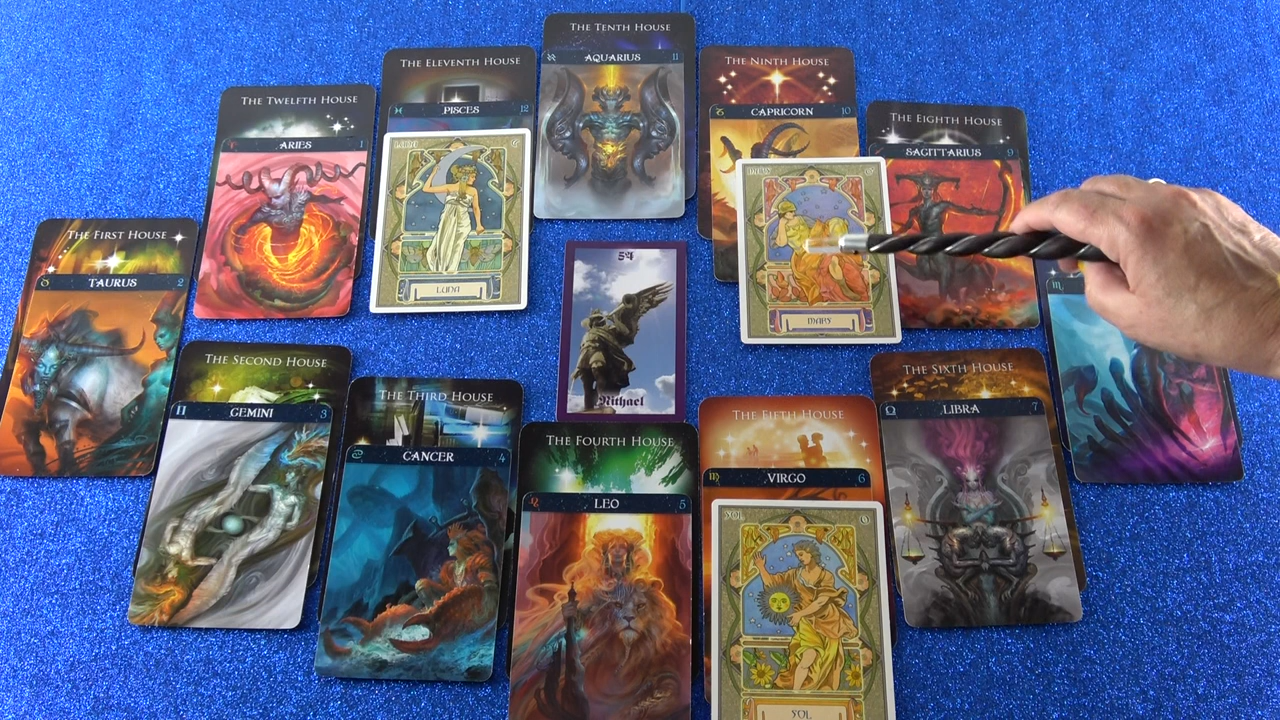 THE TENTH HOUSE
AQUARIUS 11
THE ELEVENTH HOUSE
PISCES 12
LUNA
LUNA
THE NINTH HOUSE
CAPRICORN 10
MARS
MARS
THE TWELFTH HOUSE
ARIES 1
THE EIGHTH HOUSE
SAGITTARIUS 9
THE FIRST HOUSE
TAURUS 2
54
Nithael
THE SECOND HOUSE
GEMINI 3
THE THIRD HOUSE
CANCER 4
THE FOURTH HOUSE
LEO 5
THE FIFTH HOUSE
VIRGO 6
SOL
SOL
THE SIXTH HOUSE
LIBRA 7